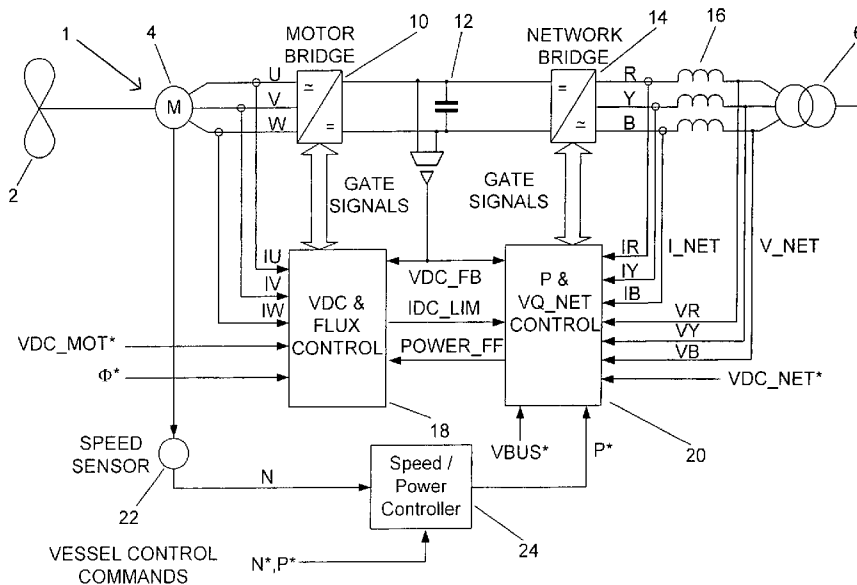 MOTOR
BRIDGE
10
12
NETWORK
BRIDGE
14
16
6
1
4
U
V
W
M
≃
=
=
≃
R
Y
B
2
GATE
SIGNALS
GATE
SIGNALS
IU
IV
IW
VDC &
FLUX
CONTROL
VDC_FB
IDC_LIM
POWER_FF
P &
VQ_NET
CONTROL
IR
IY
IB
I_NET
V_NET
VR
VY
VB
VDC_MOT*
Φ*
VDC_NET*
18
20
VBUS*
P*
SPEED
SENSOR
22
N
Speed /
Power
Controller
24
VESSEL CONTROL
COMMANDS
N*,P*